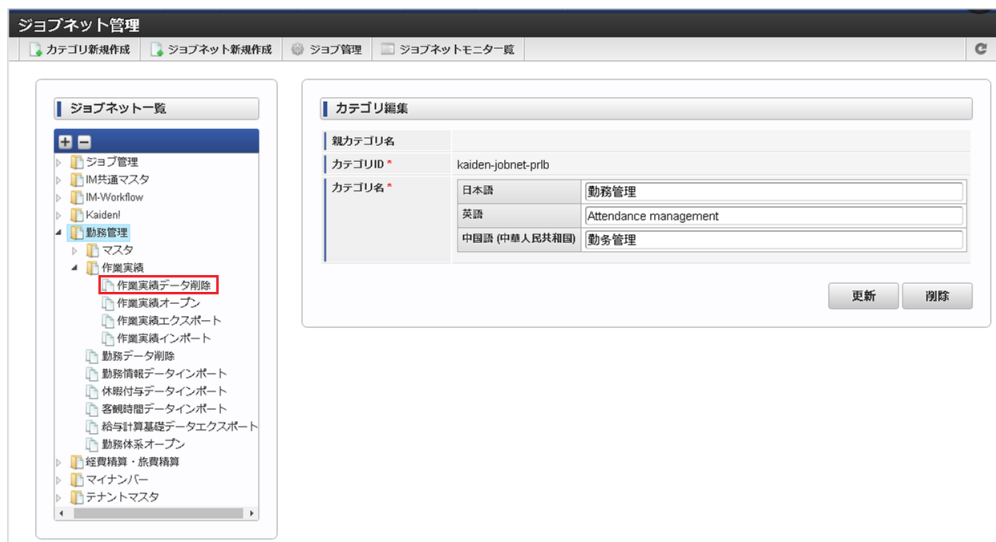 ジョブネット管理
カテゴリ新規作成 ジョブネット新規作成 ジョブ管理 ジョブネットモニター覧
ジョブネット一覧
ジョブ管理
IM共通マスタ
IM-Workflow
Kaiden!
勤務管理
マスタ
作業実績
作業実績データ削除
作業実績オープン
作業実績エクスポート
作業実績インポート
勤務データ削除
勤務情報データインポート
休暇付与データインポート
客観時間データインポート
給与計算基礎データエクスポート
勤務体系オープン
経費精算・旅費精算
マイナンバー
テナントマスタ
カテゴリ編集
親カテゴリ名
カテゴリID * kaiden-jobnet-prlb
カテゴリ名 * 日本語 勤務管理
英語 Attendance management
中国語 (中華人民共和国) 勤务管理
更新 削除